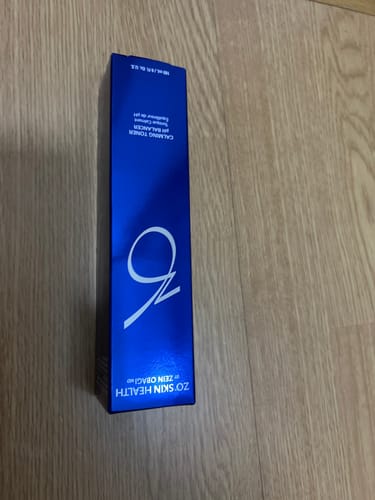 ZO® SKIN HEALTH
BY ZEIN OBAGI MD
ZO
CALMING TONER
pH BALANCER
Tonique Calmant
Équilibreur de pH
180 mL / 6 Fl. Oz. U.S.